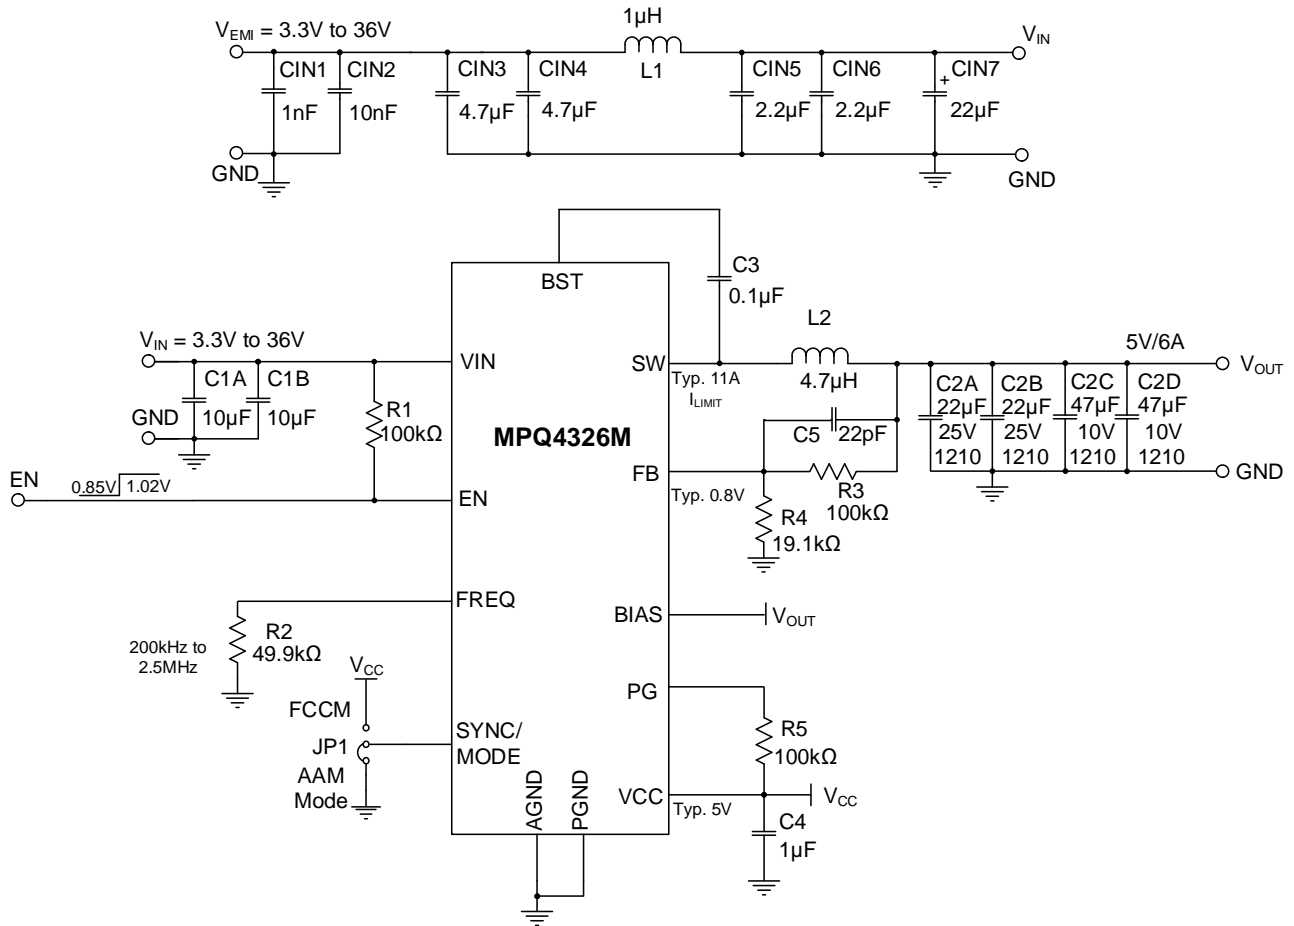 V_EMI = 3.3V to 36V
1µH
L1
V_IN
CIN1
1nF
CIN2
10nF
CIN3
4.7µF
CIN4
4.7µF
CIN5
2.2µF
CIN6
2.2µF
+
CIN7
22µF
GND
GND
BST
C3
0.1µF
V_IN = 3.3V to 36V
VIN
C1A
10µF
C1B
10µF
GND
R1
100kΩ
MPQ4326M
SW
Typ. 11A
I_LIMIT
L2
4.7µH
5V/6A
V_OUT
C2A
22µF
25V
1210
C2B
22µF
25V
1210
C2C
47µF
10V
1210
C2D
47µF
10V
1210
GND
C5
22pF
FB
Typ. 0.8V
R3
100kΩ
R4
19.1kΩ
EN
0.85V
1.02V
EN
FREQ
R2
49.9kΩ
200kHz to
2.5MHz
BIAS
V_OUT
V_CC
FCCM
JP1
AAM
Mode
SYNC/
MODE
PG
R5
100kΩ
AGND
PGND
VCC
Typ. 5V
V_CC
C4
1µF